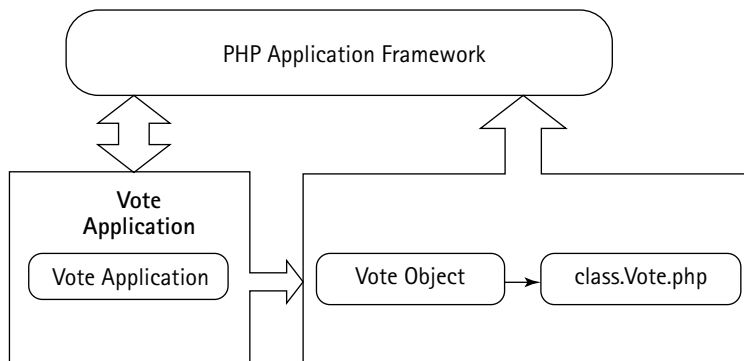 PHP Application Framework
Vote
Application
Vote Application
Vote Object
class.Vote.php